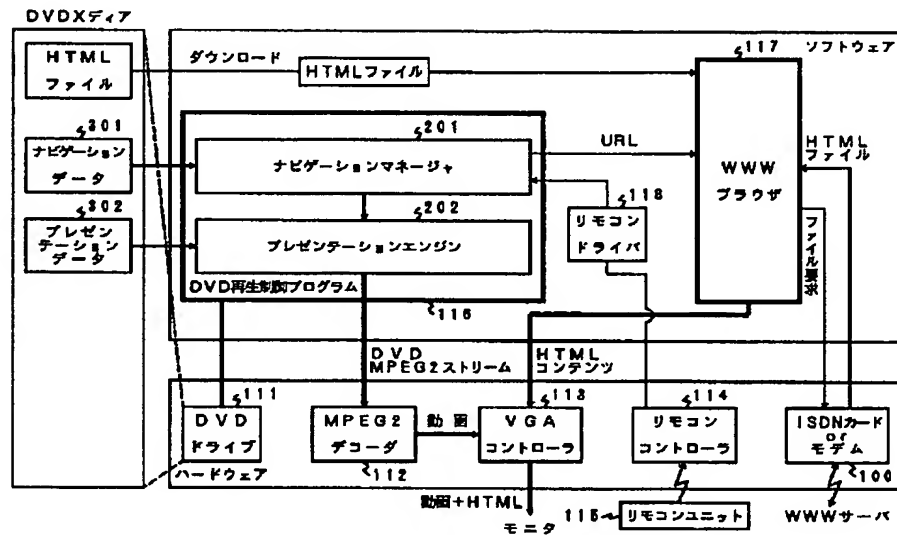 DVDメディア
HTML
ファイル
ダウンロード
HTMLファイル
117
ソフトウェア
301
ナビゲーション
データ
201
ナビゲーションマネージャ
URL
HTML
ファイル
WWW
ブラウザ
118
リモコン
ドライバ
302
プレゼン
テーション
データ
202
プレゼンテーションエンジン
ファイル要求
DVD再生制御プログラム
116
DVD
MPEG2ストリーム
HTML
コンテンツ
111
DVD
ドライブ
MPEG2
デコーダ
112
動画
113
VGA
コントローラ
114
リモコン
コントローラ
ISDNカード
or
モデム
100
ハードウェア
動画+HTML
モニタ
115
リモコンユニット
WWWサーバ